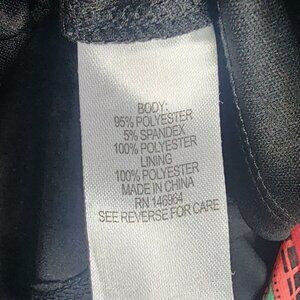 BODY:
95% POLYESTER
5% SPANDEX
100% POLYESTER
LINING
100% POLYESTER
MADE IN CHINA
RN 146964
SEE REVERSE FOR CARE